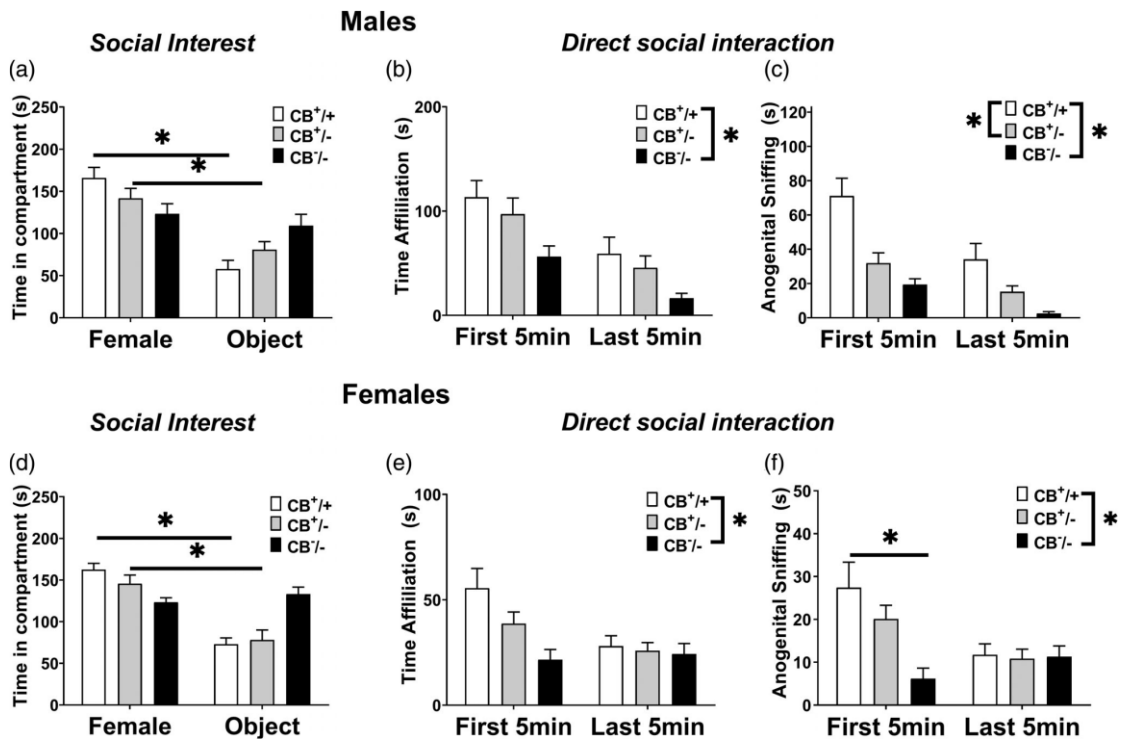 Males
Social Interest
Direct social interaction
(a)
Time in compartment (s)
250
200
150
100
50
0
*
*
CB+/+
CB+/-
CB-/-
Female Object
(b)
Time Affliliation (s)
200
100
0
CB+/+
CB+/-
CB-/-
*
First 5min Last 5min
(c)
Anogenital Sniffing (s)
120
100
80
60
40
20
0
*
CB+/+
CB+/-
CB-/-
*
First 5min Last 5min
Females
Social Interest
Direct social interaction
(d)
Time in compartment (s)
250
200
150
100
50
0
*
*
CB+/+
CB+/-
CB-/-
Female Object
(e)
Time Affliliation (s)
100
50
0
CB+/+
CB+/-
CB-/-
*
First 5min Last 5min
(f)
Anogenital Sniffing (s)
50
40
30
20
10
0
*
CB+/+
CB+/-
CB-/-
*
First 5min Last 5min